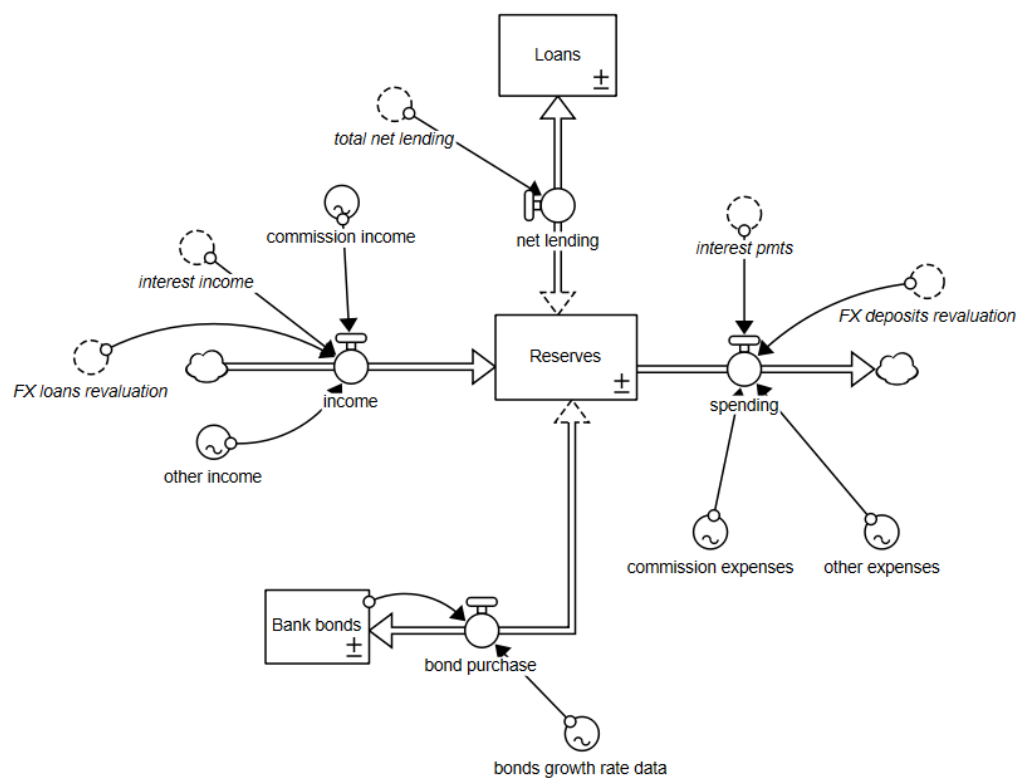 Loans
total net lending
commission income
net lending
interest pmts
interest income
FX deposits revaluation
Reserves
FX loans revaluation
income
spending
other income
commission expenses
other expenses
Bank bonds
bond purchase
bonds growth rate data